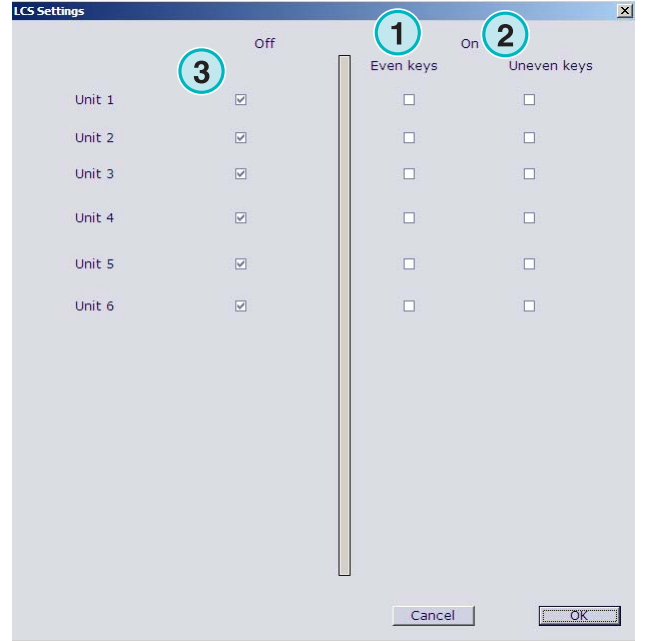 LCS Settings
Off
1
On
2
Even keys
Uneven keys
3
Unit 1
Unit 2
Unit 3
Unit 4
Unit 5
Unit 6
Cancel
OK